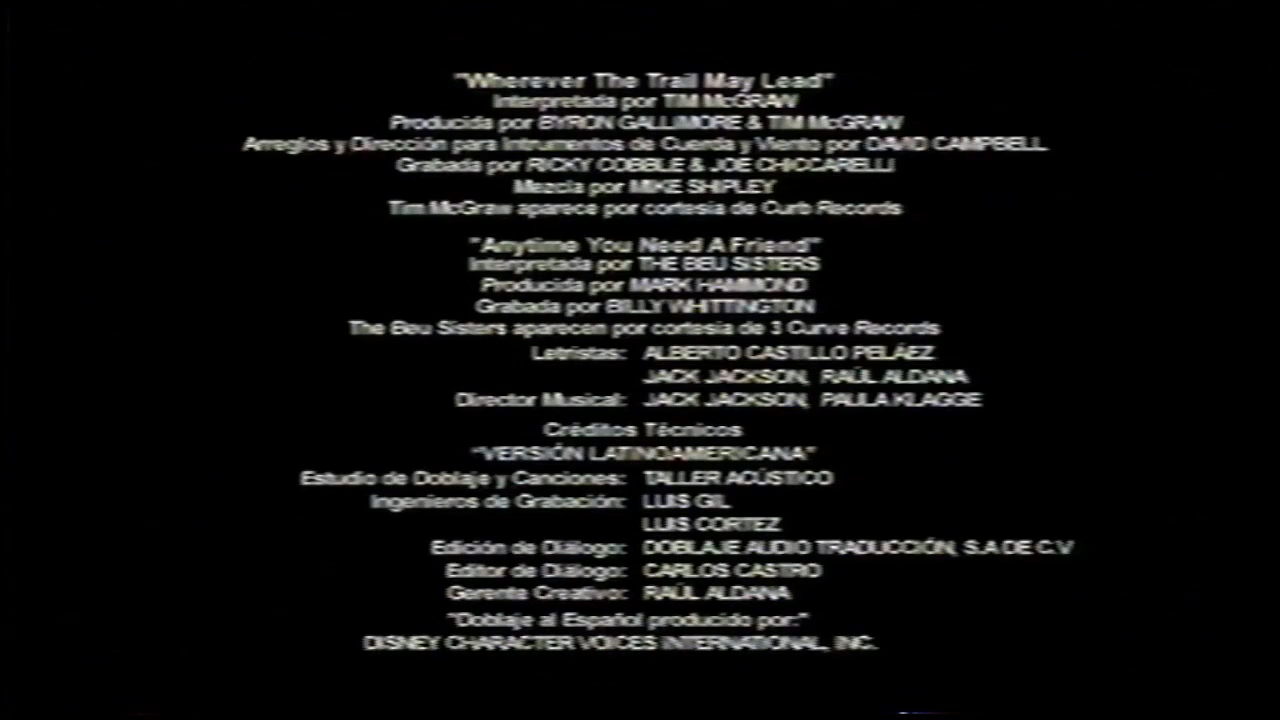 "Wherever The Trail May Lead"
Interpretada por TIM McGRAW
Producida por BYRON GALLIMORE & TIM McGRAW
Arreglos y Dirección para Intrumentos de Cuerda y Viento por DAVID CAMPBELL
Grabada por RICKY COBBLE & JOE CHICCARELLI
Mezcla por MIKE SHIPLEY
Tim McGraw aparece por cortesía de Curb Records
"Anytime You Need A Friend"
Interpretada por THE BEU SISTERS
Producida por MARK HAMMOND
Grabada por BILLY WHITTINGTON
The Beu Sisters aparecen por cortesía de 3 Curve Records
Letristas: ALBERTO CASTILLO PELÁEZ
JACK JACKSON, RAÚL ALDANA
Director Musical: JACK JACKSON, PAULA KLAGGE
Créditos Técnicos
"VERSIÓN LATINOAMERICANA"
Estudio de Doblaje y Canciones: TALLER ACÚSTICO
Ingenieros de Grabación: LUIS GIL
LUIS CORTEZ
Edición de Diálogo: DOBLAJE AUDIO TRADUCCIÓN, S.A DE C.V
Editor de Diálogo: CARLOS CASTRO
Gerente Creativo: RAÚL ALDANA
"Doblaje al Español producido por:"
DISNEY CHARACTER VOICES INTERNATIONAL, INC.